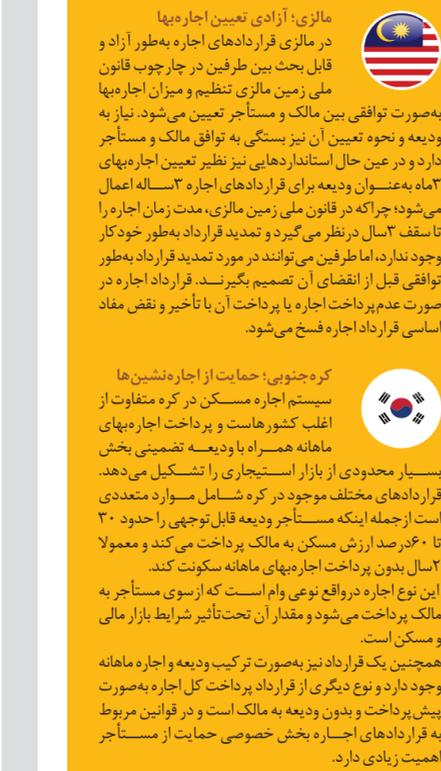 مالزی؛ آزادی تعیین اجاره‌بها
در مالزی قراردادهای اجاره به‌طور آزاد و
قابل بحث بین طرفین در چارچوب قانون
ملی زمین مالزی تنظیم و میزان اجاره‌بها
به‌صورت توافقی بین مالک و مستأجر تعیین می‌شود. نیاز به
ودیعه و نحوه تعیین آن نیز بستگی به توافق مالک و مستأجر
دارد و در عین حال استانداردهایی نیز نظیر تعیین اجاره‌بهای
۳ماه به‌عنوان ودیعه برای قراردادهای اجاره ۳ساله اعمال
می‌شود؛ چراکه در قانون ملی زمین مالزی، مدت زمان اجاره را
تا سقف ۳سال درنظر می‌گیرد و تمدید قرارداد به‌طور خودکار
وجود ندارد، اما طرفین می‌توانند در مورد تمدید قرارداد به‌طور
توافقی قبل از انقضای آن تصمیم بگیرند. قرارداد اجاره در
صورت عدم‌پرداخت اجاره یا پرداخت آن با تأخیر و نقض مفاد
اساسی قرارداد اجاره فسخ می‌شود.
کره‌جنوبی؛ حمایت از اجاره‌نشین‌ها
سیستم اجاره مسکن در کره متفاوت از
اغلب کشورهاست و پرداخت اجاره‌بهای
ماهانه همراه با ودیعه تضمینی بخش
بسیار محدودی از بازار استیجاری را تشکیل می‌دهد.
قراردادهای مختلف موجود در کره شامل موارد متعددی
است ازجمله اینکه مستأجر ودیعه قابل‌توجهی را حدود ۳۰
تا ۶۰درصد ارزش مسکن به مالک پرداخت می‌کند و معمولا
۲سال بدون پرداخت اجاره‌بهای ماهانه سکونت کند.
این نوع اجاره درواقع نوعی وام است که ازسوی مستأجر به
مالک پرداخت می‌شود و مقدار آن تحت‌تأثیر شرایط بازار مالی
و مسکن است.
همچنین یک قرارداد نیز به‌صورت ترکیب ودیعه و اجاره ماهانه
وجود دارد و نوع دیگری از قرارداد پرداخت کل اجاره به‌صورت
پیش‌پرداخت و بدون ودیعه به مالک است و در قوانین مربوط
به قراردادهای اجاره بخش خصوصی حمایت از مستأجر
اهمیت زیادی دارد.